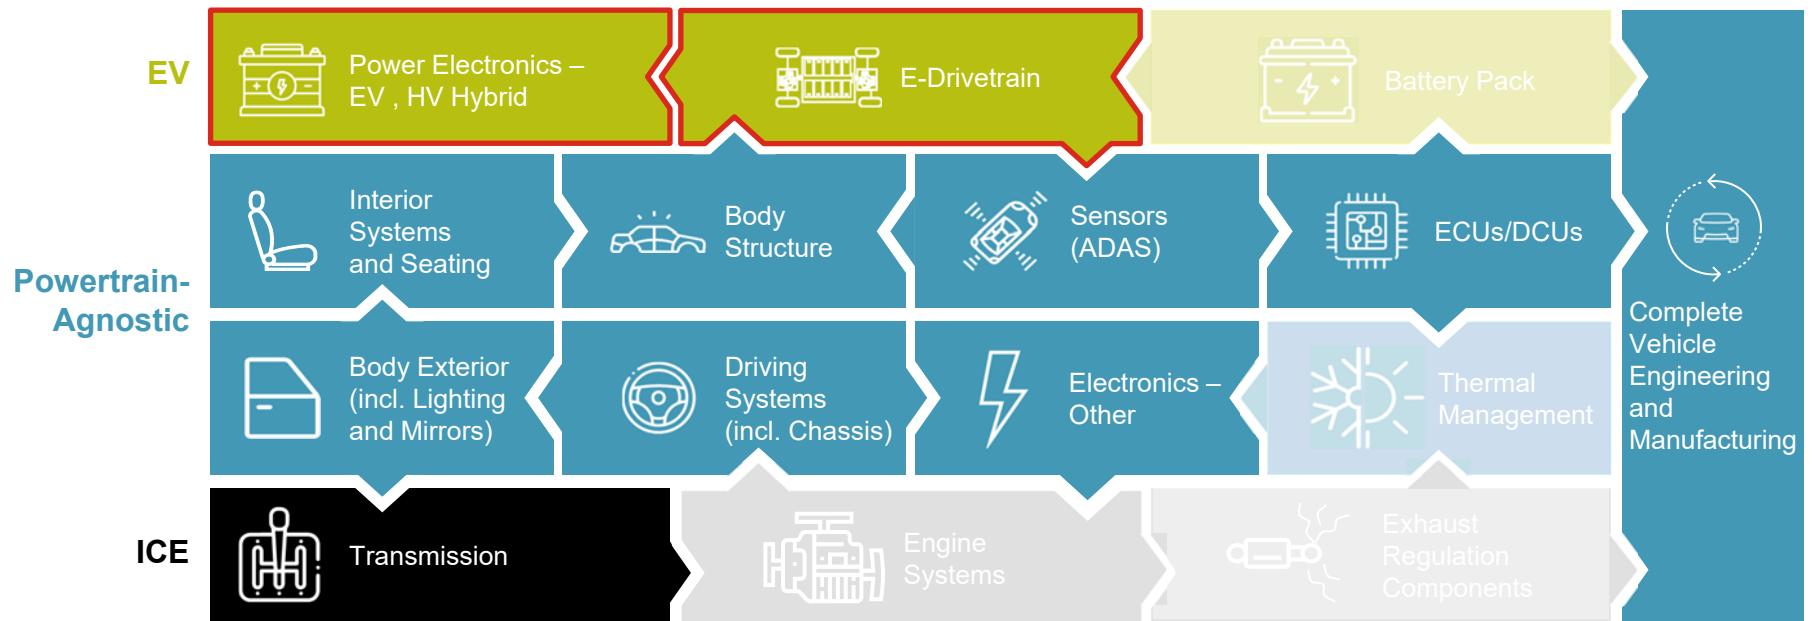 EV
Power Electronics –
EV , HV Hybrid
E-Drivetrain
Battery Pack
Powertrain-
Agnostic
Interior
Systems
and Seating
Body
Structure
Sensors
(ADAS)
ECUs/DCUs
Body Exterior
(incl. Lighting
and Mirrors)
Driving
Systems
(incl. Chassis)
Electronics –
Other
Thermal
Management
ICE
Transmission
Engine
Systems
Exhaust
Regulation
Components
Complete
Vehicle
Engineering
and
Manufacturing